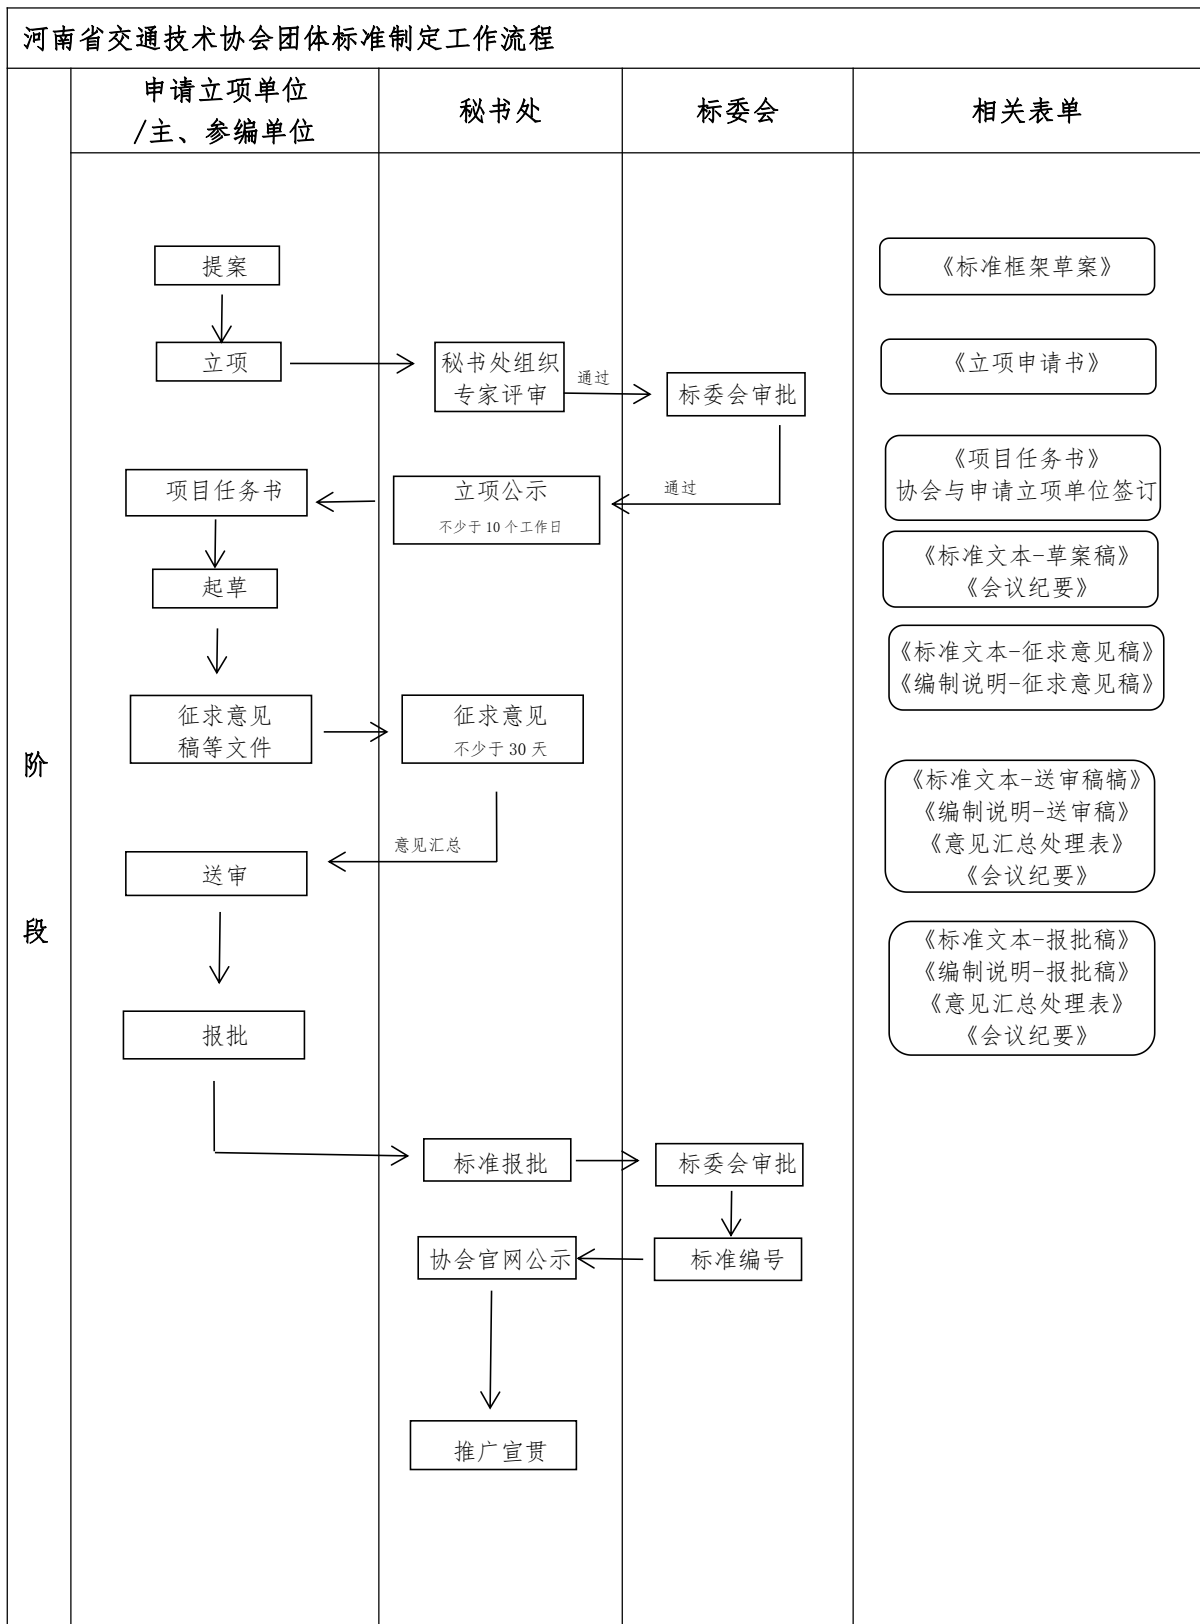 河南省交通技术协会团体标准制定工作流程
申请立项单位
/主、参编单位
秘书处
标委会
相关表单
提案
《标准框架草案》
立项
秘书处组织
专家评审
通过
标委会审批
《立项申请书》
项目任务书
立项公示
不少于 10 个工作日
通过
《项目任务书》
协会与申请立项单位签订
起草
《标准文本-草案稿》
《会议纪要》
《标准文本-征求意见稿》
《编制说明-征求意见稿》
征求意见
稿等文件
征求意见
不少于 30 天
阶
段
意见汇总
送审
《标准文本-送审稿犒》
《编制说明-送审稿》
《意见汇总处理表》
《会议纪要》
报批
《标准文本-报批稿》
《编制说明-报批稿》
《意见汇总处理表》
《会议纪要》
标准报批
标委会审批
协会官网公示
标准编号
推广宣贯